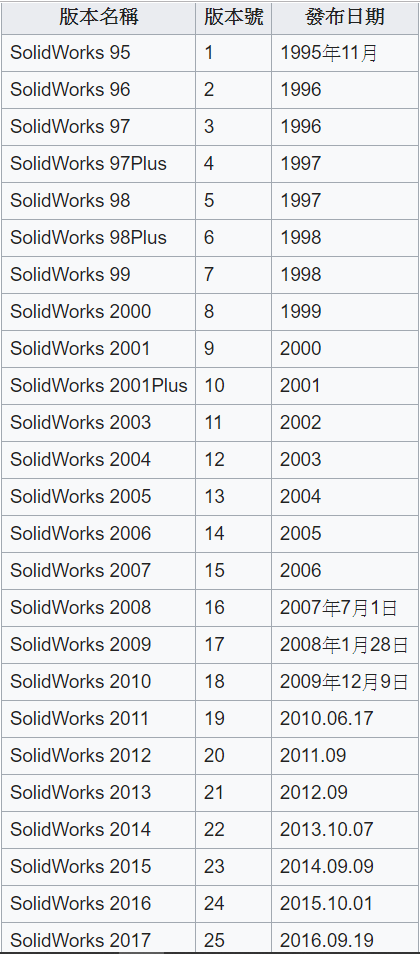 版本名稱 版本號 發布日期
SolidWorks 95 1 1995年11月
SolidWorks 96 2 1996
SolidWorks 97 3 1996
SolidWorks 97Plus 4 1997
SolidWorks 98 5 1997
SolidWorks 98Plus 6 1998
SolidWorks 99 7 1998
SolidWorks 2000 8 1999
SolidWorks 2001 9 2000
SolidWorks 2001Plus 10 2001
SolidWorks 2003 11 2002
SolidWorks 2004 12 2003
SolidWorks 2005 13 2004
SolidWorks 2006 14 2005
SolidWorks 2007 15 2006
SolidWorks 2008 16 2007年7月1日
SolidWorks 2009 17 2008年1月28日
SolidWorks 2010 18 2009年12月9日
SolidWorks 2011 19 2010.06.17
SolidWorks 2012 20 2011.09
SolidWorks 2013 21 2012.09
SolidWorks 2014 22 2013.10.07
SolidWorks 2015 23 2014.09.09
SolidWorks 2016 24 2015.10.01
SolidWorks 2017 25 2016.09.19